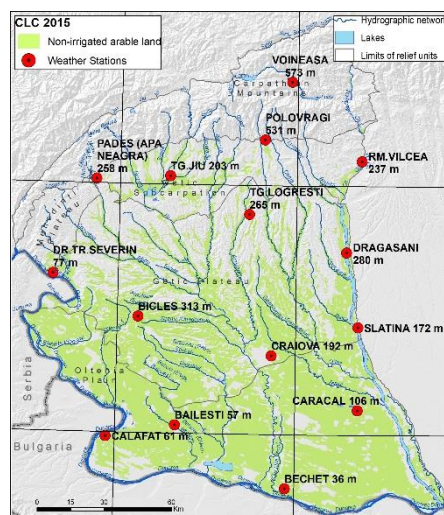 CLC 2015
Non-irrigated arable land
Weather Stations
Hydrographic network
Lakes
Limits of relief units
VOINEASA
573 m
Carpathian
Mountains
POLOVRAGI
531 m
PADES (APA
NEAGRA)
258 m
TG.JIU 203 m
RM.VILCEA
237 m
Getic
Subcarpation
TG.LOGRESTI
265 m
Plateau
DR.TR.SEVERIN
77 m
DRAGASANI
280 m
Getic Plateau
BICLES 313 m
SLATINA 172 m
CRAIOVA 192 m
Serbia
Oltenia
Plain
CARACAL 106 m
BAILESTI 57 m
CALAFAT 61 m
Bulgaria
BECHET 36 m
0 15 30 60
Km